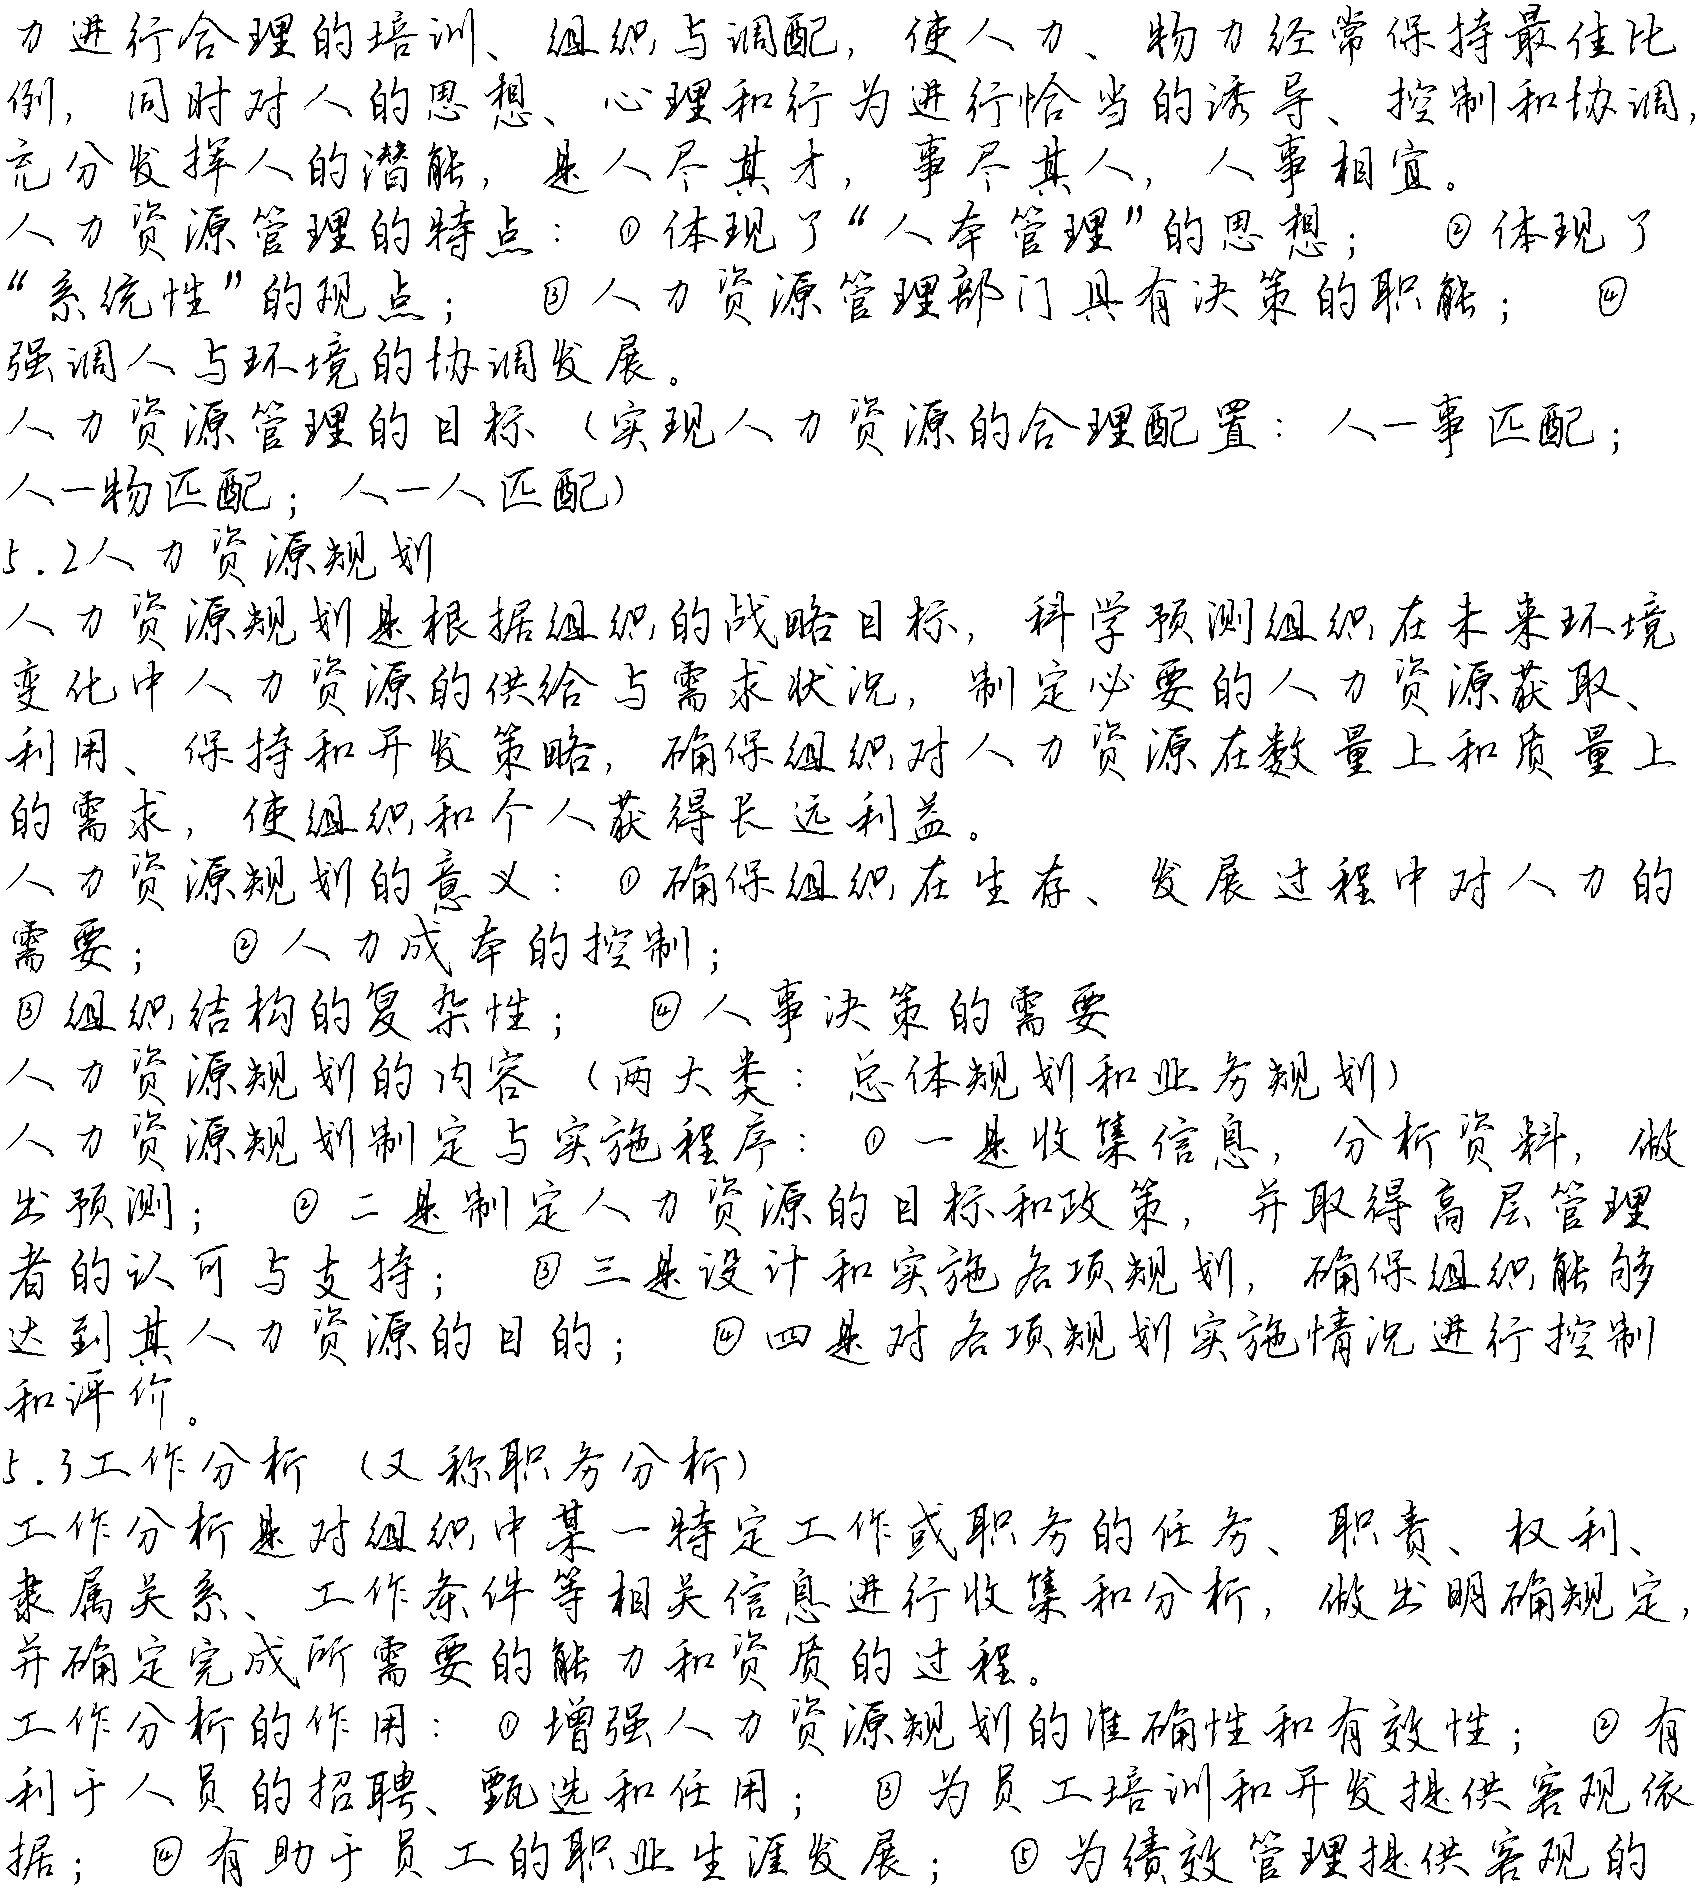 力进行合理的培训、组织与调配，使人力、物力经常保持最佳比
例，同时对人的思想、心理和行为进行恰当的诱导、控制和协调，
充分发挥人的潜能，是人尽其才，事尽其人，人事相宜。
人力资源管理的特点：①体现了“人本管理”的思想； ②体现了
“系统性”的观点； ③人力资源管理部门具有决策的职能； ④
强调人与环境的协调发展。
人力资源管理的目标（实现人力资源的合理配置：人—事匹配；
人—物匹配；人—人匹配）
5.2人力资源规划
人力资源规划是根据组织的战略目标，科学预测组织在未来环境
变化中人力资源的供给与需求状况，制定必要的人力资源获取、
利用、保持和开发策略，确保组织对人力资源在数量上和质量上
的需求，使组织和个人获得长远利益。
人力资源规划的意义：①确保组织在生存、发展过程中对人力的
需要； ②人力成本的控制；
③组织结构的复杂性； ④人事决策的需要
人力资源规划的内容（两大类：总体规划和业务规划）
人力资源规划制定与实施程序：①一是收集信息，分析资料，做
出预测； ②二是制定人力资源的目标和政策，并取得高层管理
者的认可与支持； ③三是设计和实施各项规划，确保组织能够
达到其人力资源的目的； ④四是对各项规划实施情况进行控制
和评价。
5.3工作分析（又称职务分析）
工作分析是对组织中某一特定工作或职务的任务、职责、权利、
隶属关系、工作条件等相关信息进行收集和分析，做出明确规定，
并确定完成所需要的能力和资质的过程。
工作分析的作用：①增强人力资源规划的准确性和有效性； ②有
利于人员的招聘、甄选和任用； ③为员工培训和开发提供客观依
据； ④有助于员工的职业生涯发展； ⑤为绩效管理提供客观的